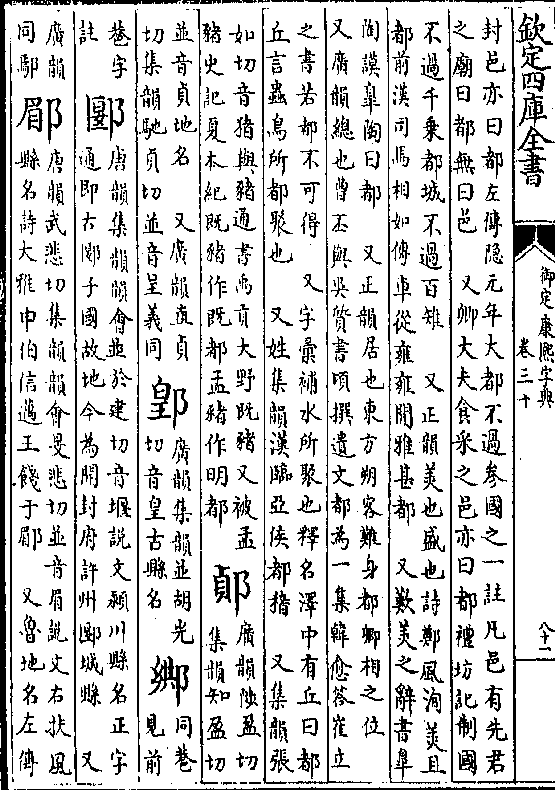 欽定四庫全書
御定康熙字典
卷三十
八十一
封邑亦曰都左傳隱元年大都不過參國之一註凡邑有先君
之廟曰都無曰邑 又卿大夫食采之邑亦曰都禮坊記制國
不過千乘都城不過百雉 又正韻美也盛也詩鄭風洵美且
都前漢司馬相如傳車從雍雍閒雅甚都 又歎美之辭書臯
陶謨臯陶曰都 又正韻居也東方朔客難身都卿相之位
又廣韻總也曹丕與吳質書頃撰遺文都為一集韓愈答崔立
之書若都不可得 又字彙補水所聚也釋名澤中有丘曰都
丘言蟲鳥所都聚也 又姓集韻漢臨亞侯都稽 又集韻張
如切音猪與豬通書禹貢大野既豬又被孟
豬史記夏本紀既豬作既都孟豬作明都 鄖 廣韻陟盈切
集韻知盈切
並音貞地名 又廣韻直貞
切集韻馳貞切並音呈義同 鄓 廣韻集韻並胡光
切音皇古縣名 鄊 同巷
見前
巷字
註 郾 唐韻集韻韻會並於建切音堰說文潁川縣名正字
通即古郾子國故地今為開封府許州郾城縣 又
廣韻
同鄢 郿 唐韻武悲切集韻韻會旻悲切並音眉說文右扶風
縣名詩大雅申伯信邁王餞于郿 又魯地名左傳